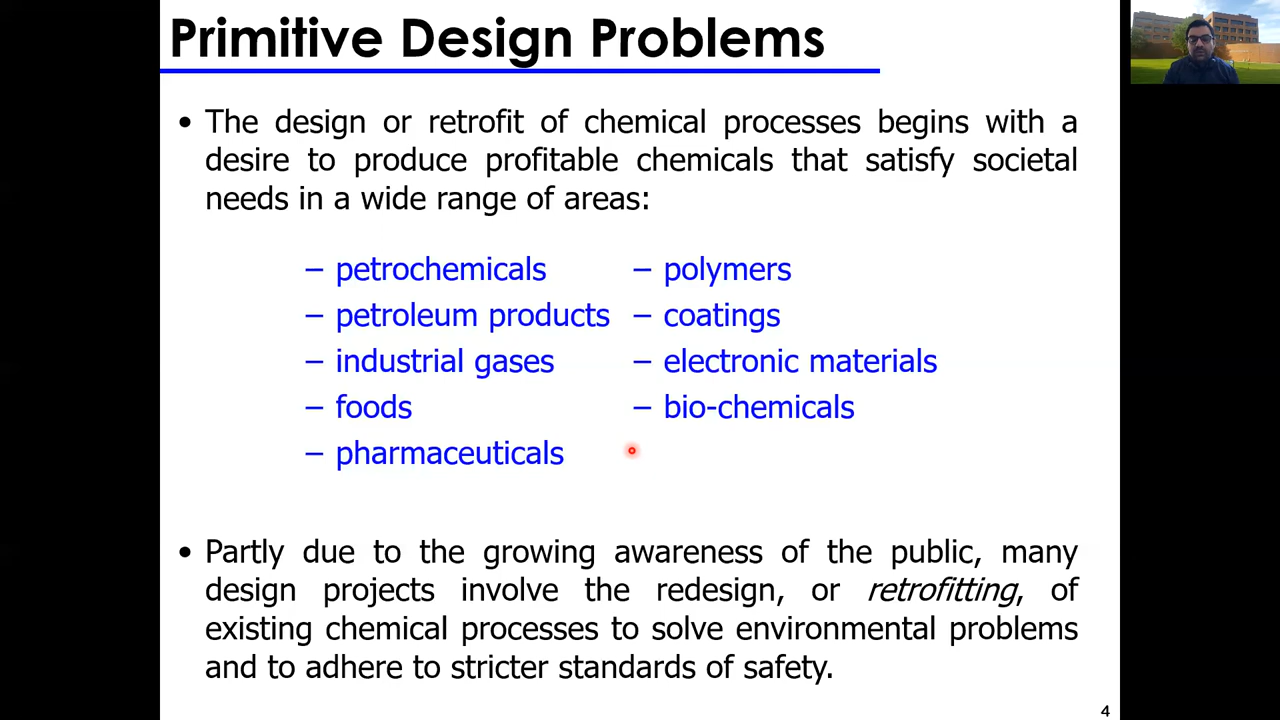 Primitive Design Problems
• The design or retrofit of chemical processes begins with a
desire to produce profitable chemicals that satisfy societal
needs in a wide range of areas:
– petrochemicals
– petroleum products
– industrial gases
– foods
– pharmaceuticals
– polymers
– coatings
– electronic materials
– bio-chemicals
• Partly due to the growing awareness of the public, many
design projects involve the redesign, or retrofitting, of
existing chemical processes to solve environmental problems
and to adhere to stricter standards of safety.
4